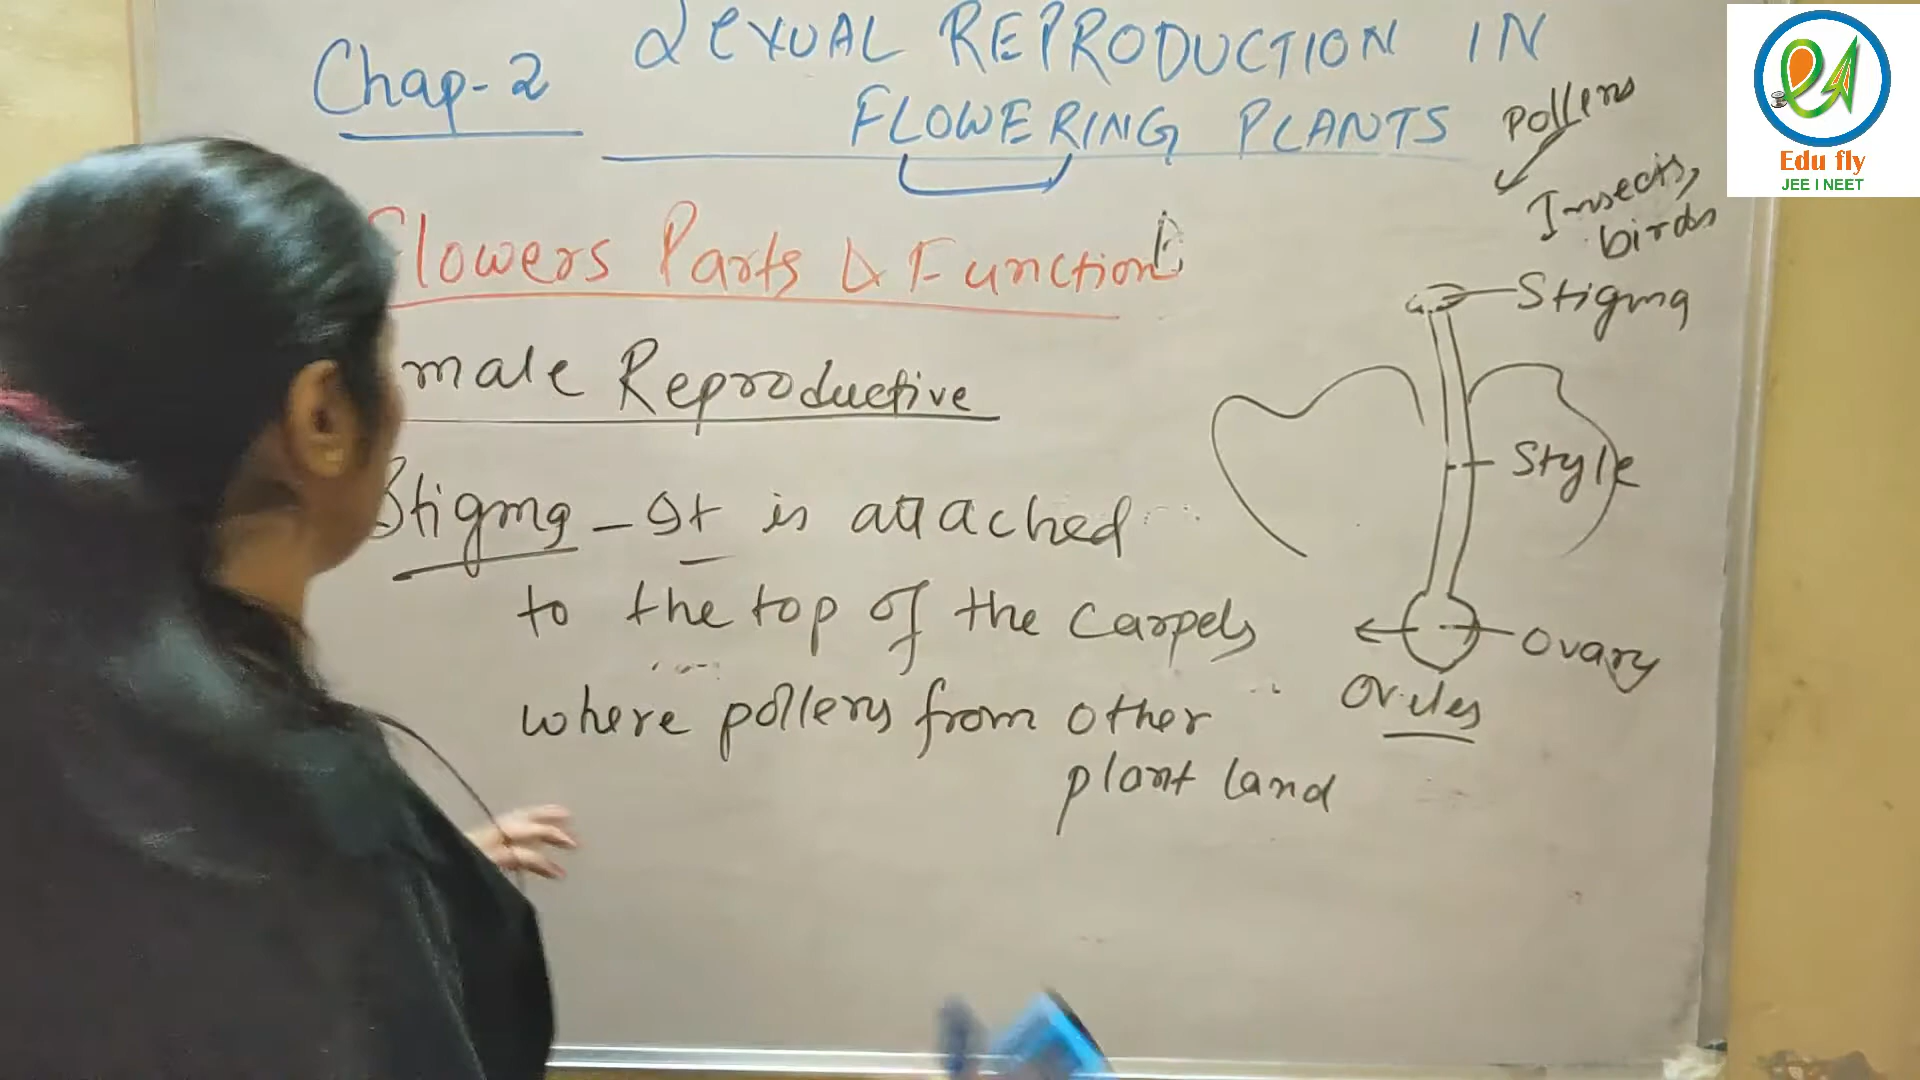 Chap-2 SEXUAL REPRODUCTION IN
FLOWERING PLANTS
Pollens
Insects,
birds
Edu fly
JEE I NEET
Flowers Parts & Function
male Reproductive
Stigma - It is attached
to the top of the carpels
where pollens from other
plant land
Stigma
Style
Ovary
Ovules